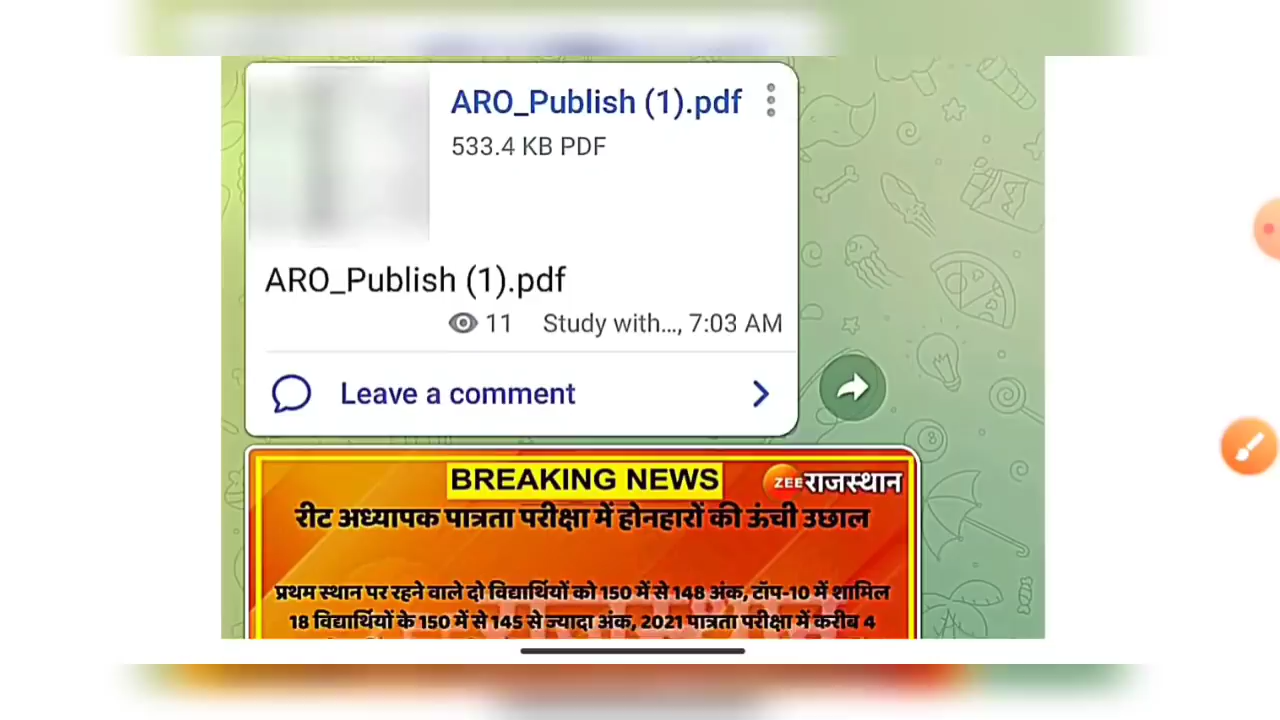 ARO_Publish (1).pdf
533.4 KB PDF
ARO_Publish (1).pdf
11 Study with..., 7:03 AM
Leave a comment
BREAKING NEWS
ZEE राजस्थान
रीट अध्यापक पात्रता परीक्षा में होनहारों की ऊंची उछाल
प्रथम स्थान पर रहने वाले दो विद्यार्थियों को 150 में से 148 अंक, टॉप-10 में शामिल
18 विद्यार्थियों के 150 में से 145 से ज्यादा अंक, 2021 पात्रता परीक्षा में करीब 4